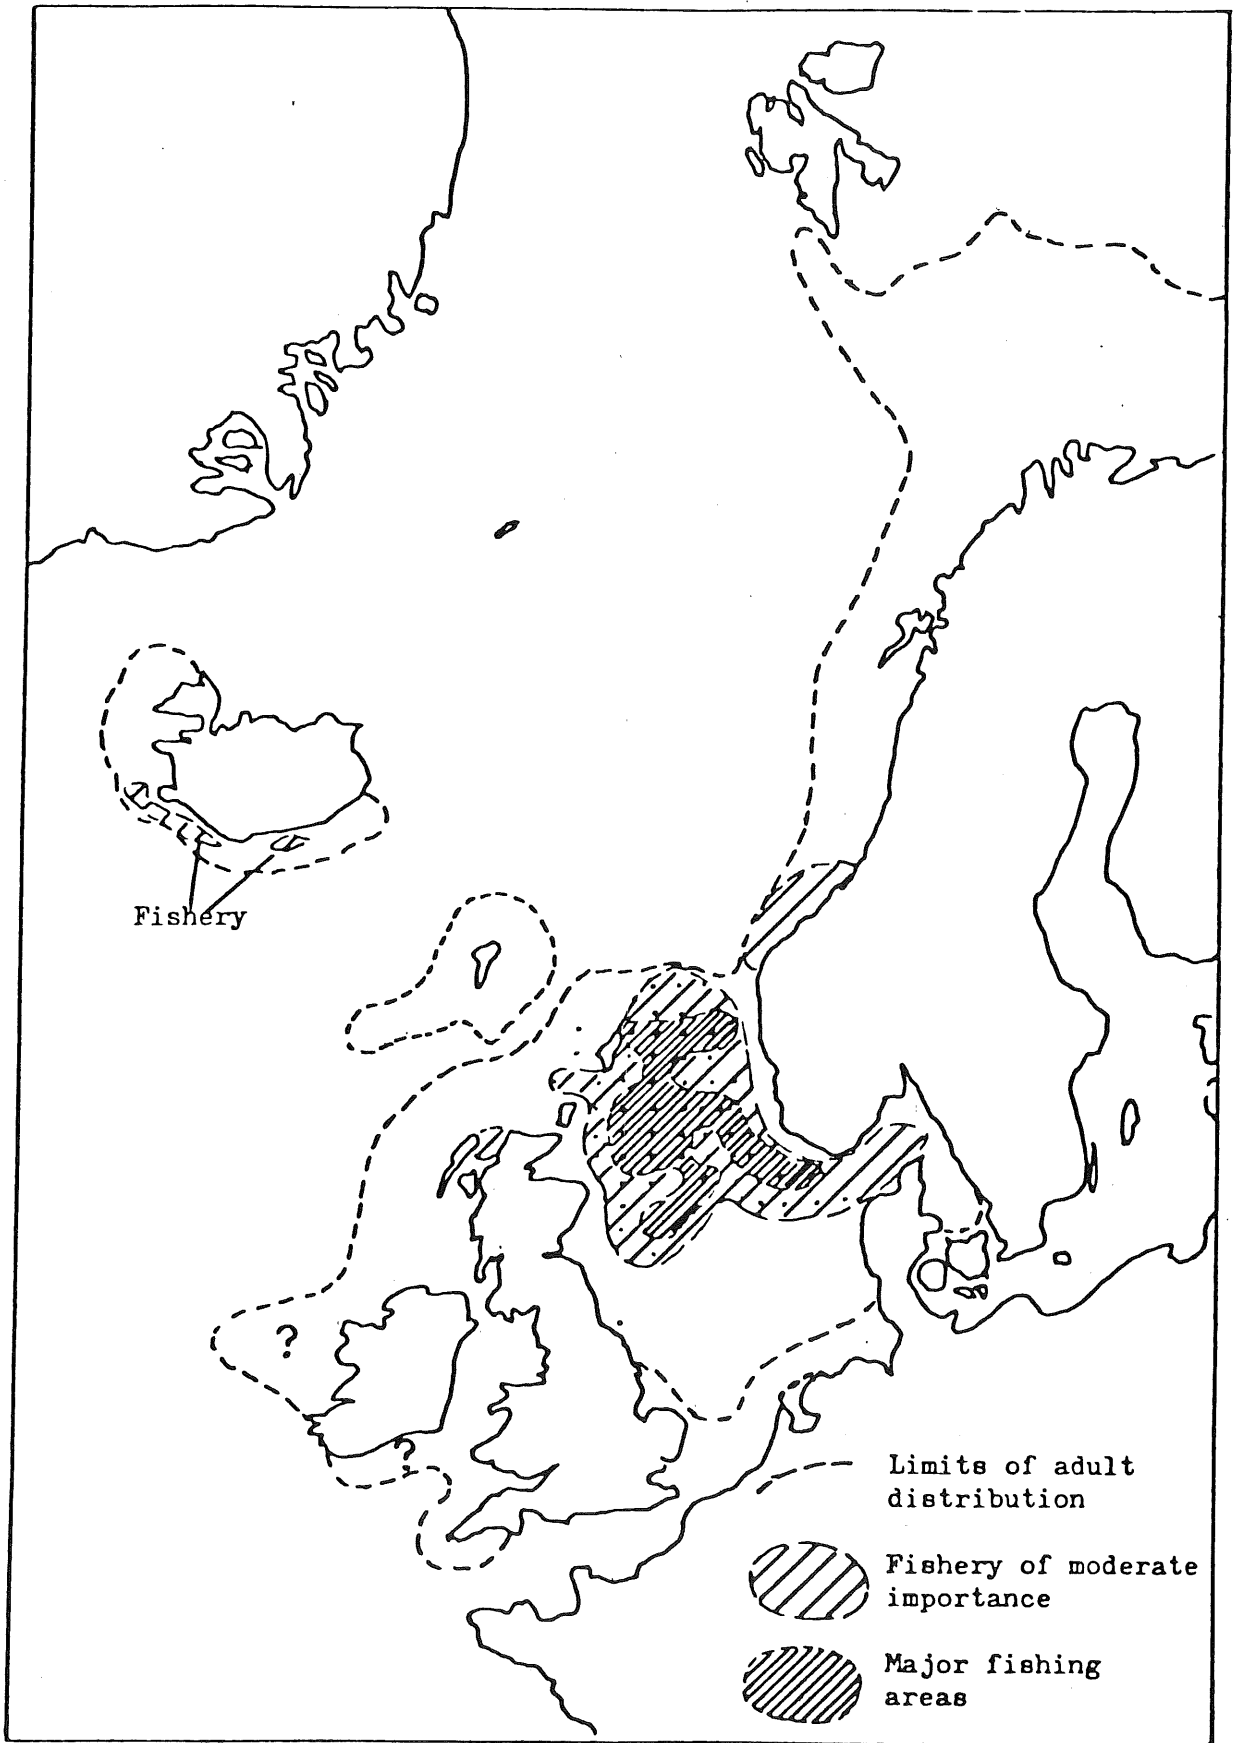 Fishery
?
?
Limits of adult
distribution
Fishery of moderate
importance
Major fishing
areas